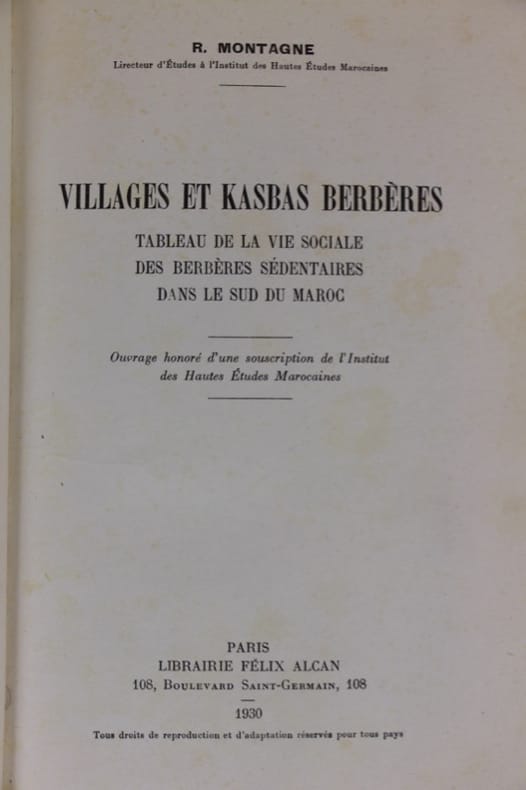 R. MONTAGNE
Lirecteur d'Études à l'Institut des Hautes Études Marocaines
VILLAGES ET KASBAS BERBÈRES
TABLEAU DE LA VIE SOCIALE
DES BERBÈRES SÉDENTAIRES
DANS LE SUD DU MAROC
Ouvrage honoré d'une souscription de l'Institut
des Hautes Études Marocaines
PARIS
LIBRAIRIE FÉLIX ALCAN
108, BOULEVARD SAINT-GERMAIN, 108
1930
Tous droits de reproduction et d'adaptation réservés pour tous pays